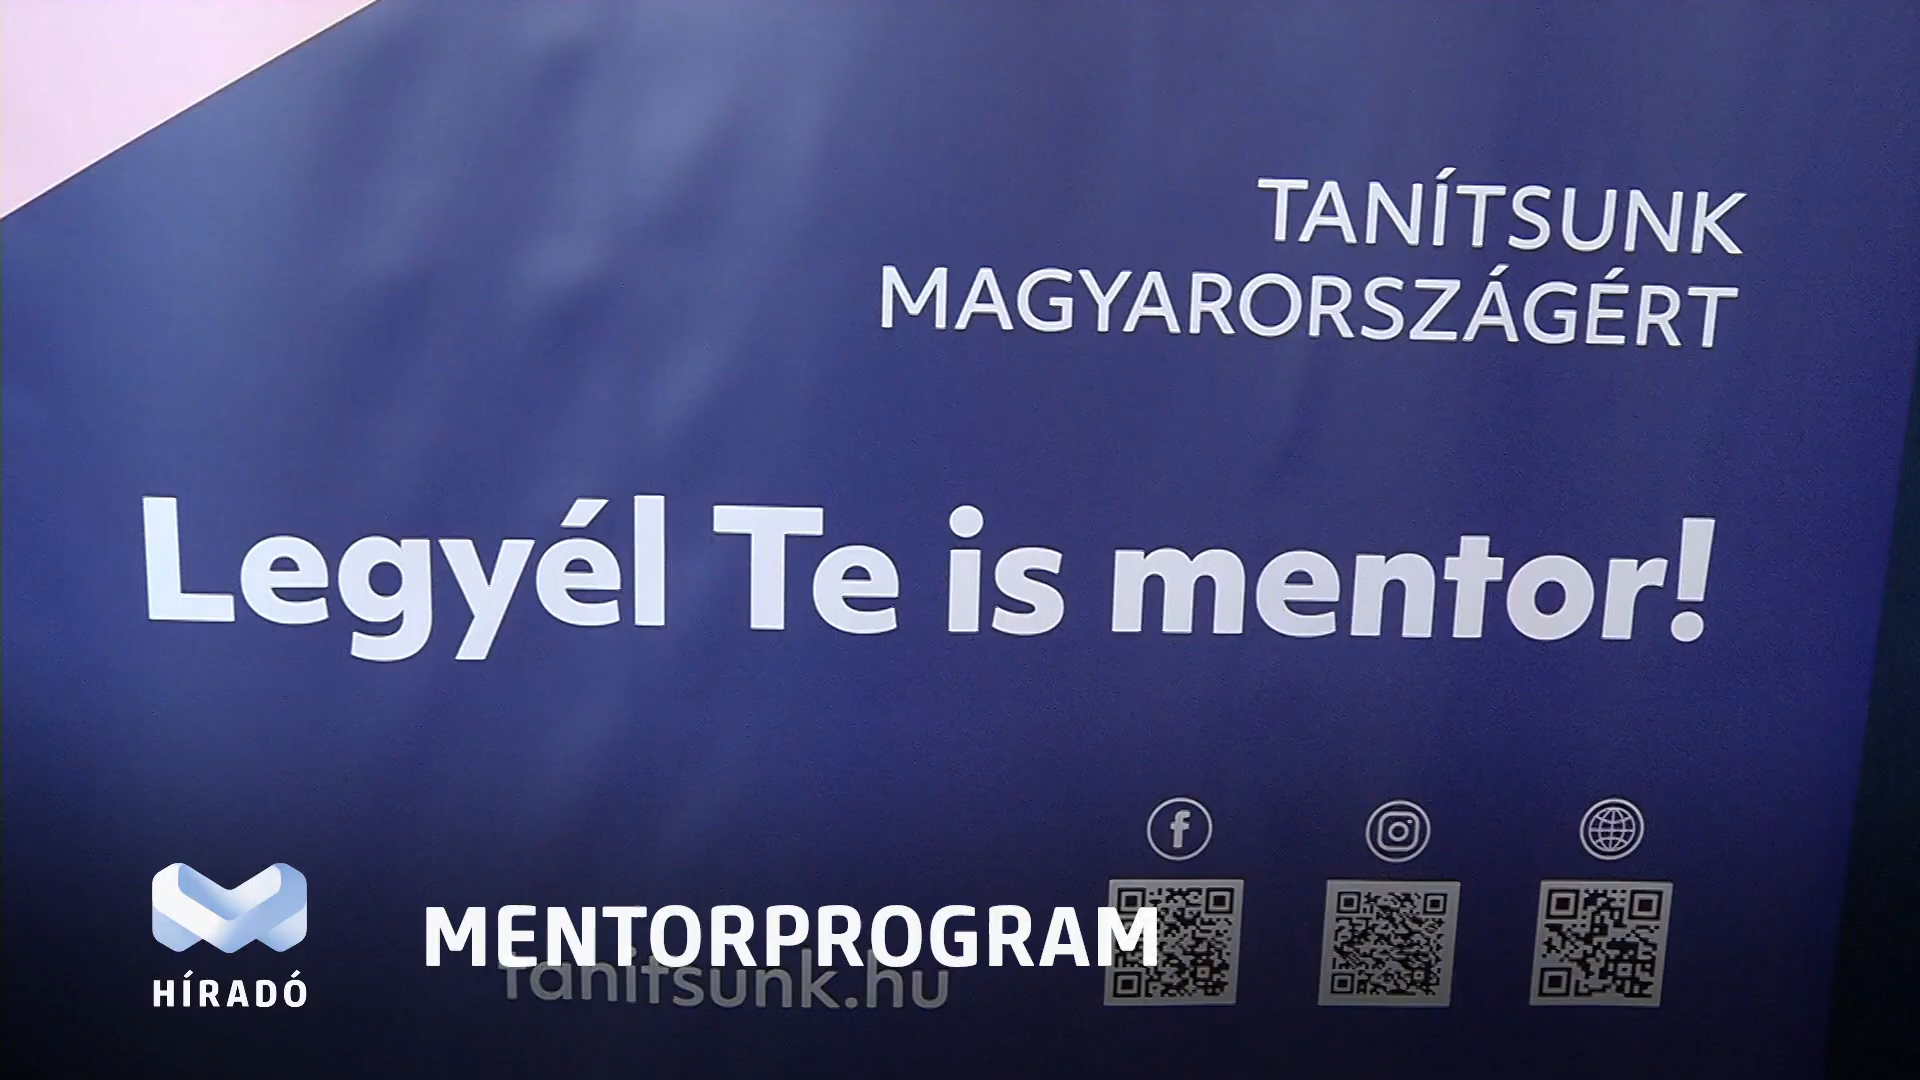 TANÍTSUNK
MAGYARORSZÁGÉRT
Legyél Te is mentor!
MENTORPROGRAM
Tanítsunk.hu
HÍRADÓ